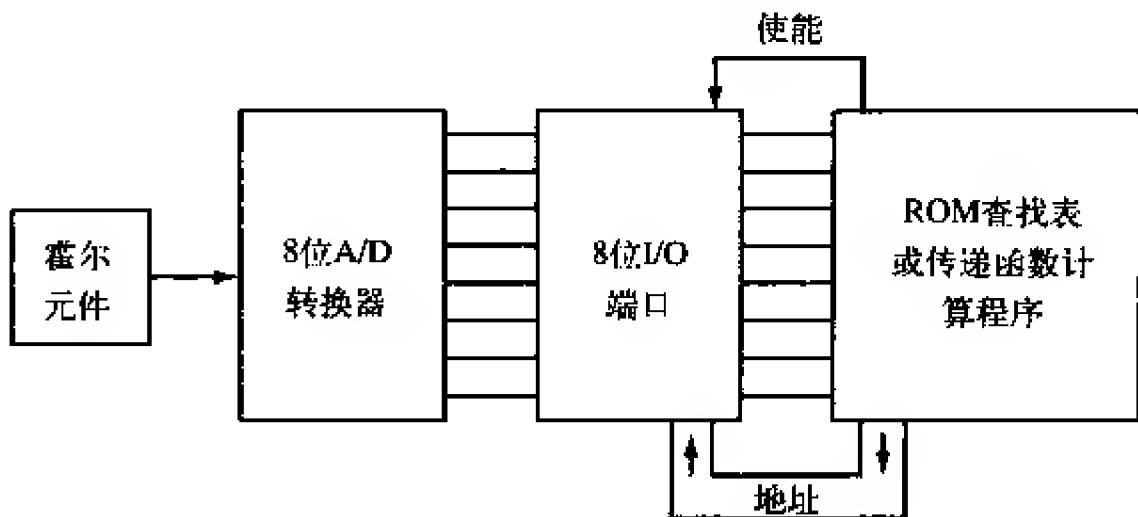 使能
霍尔
元件
8位A/D
转换器
8位I/O
端口
ROM查找表
或传递函数计
算程序
地址